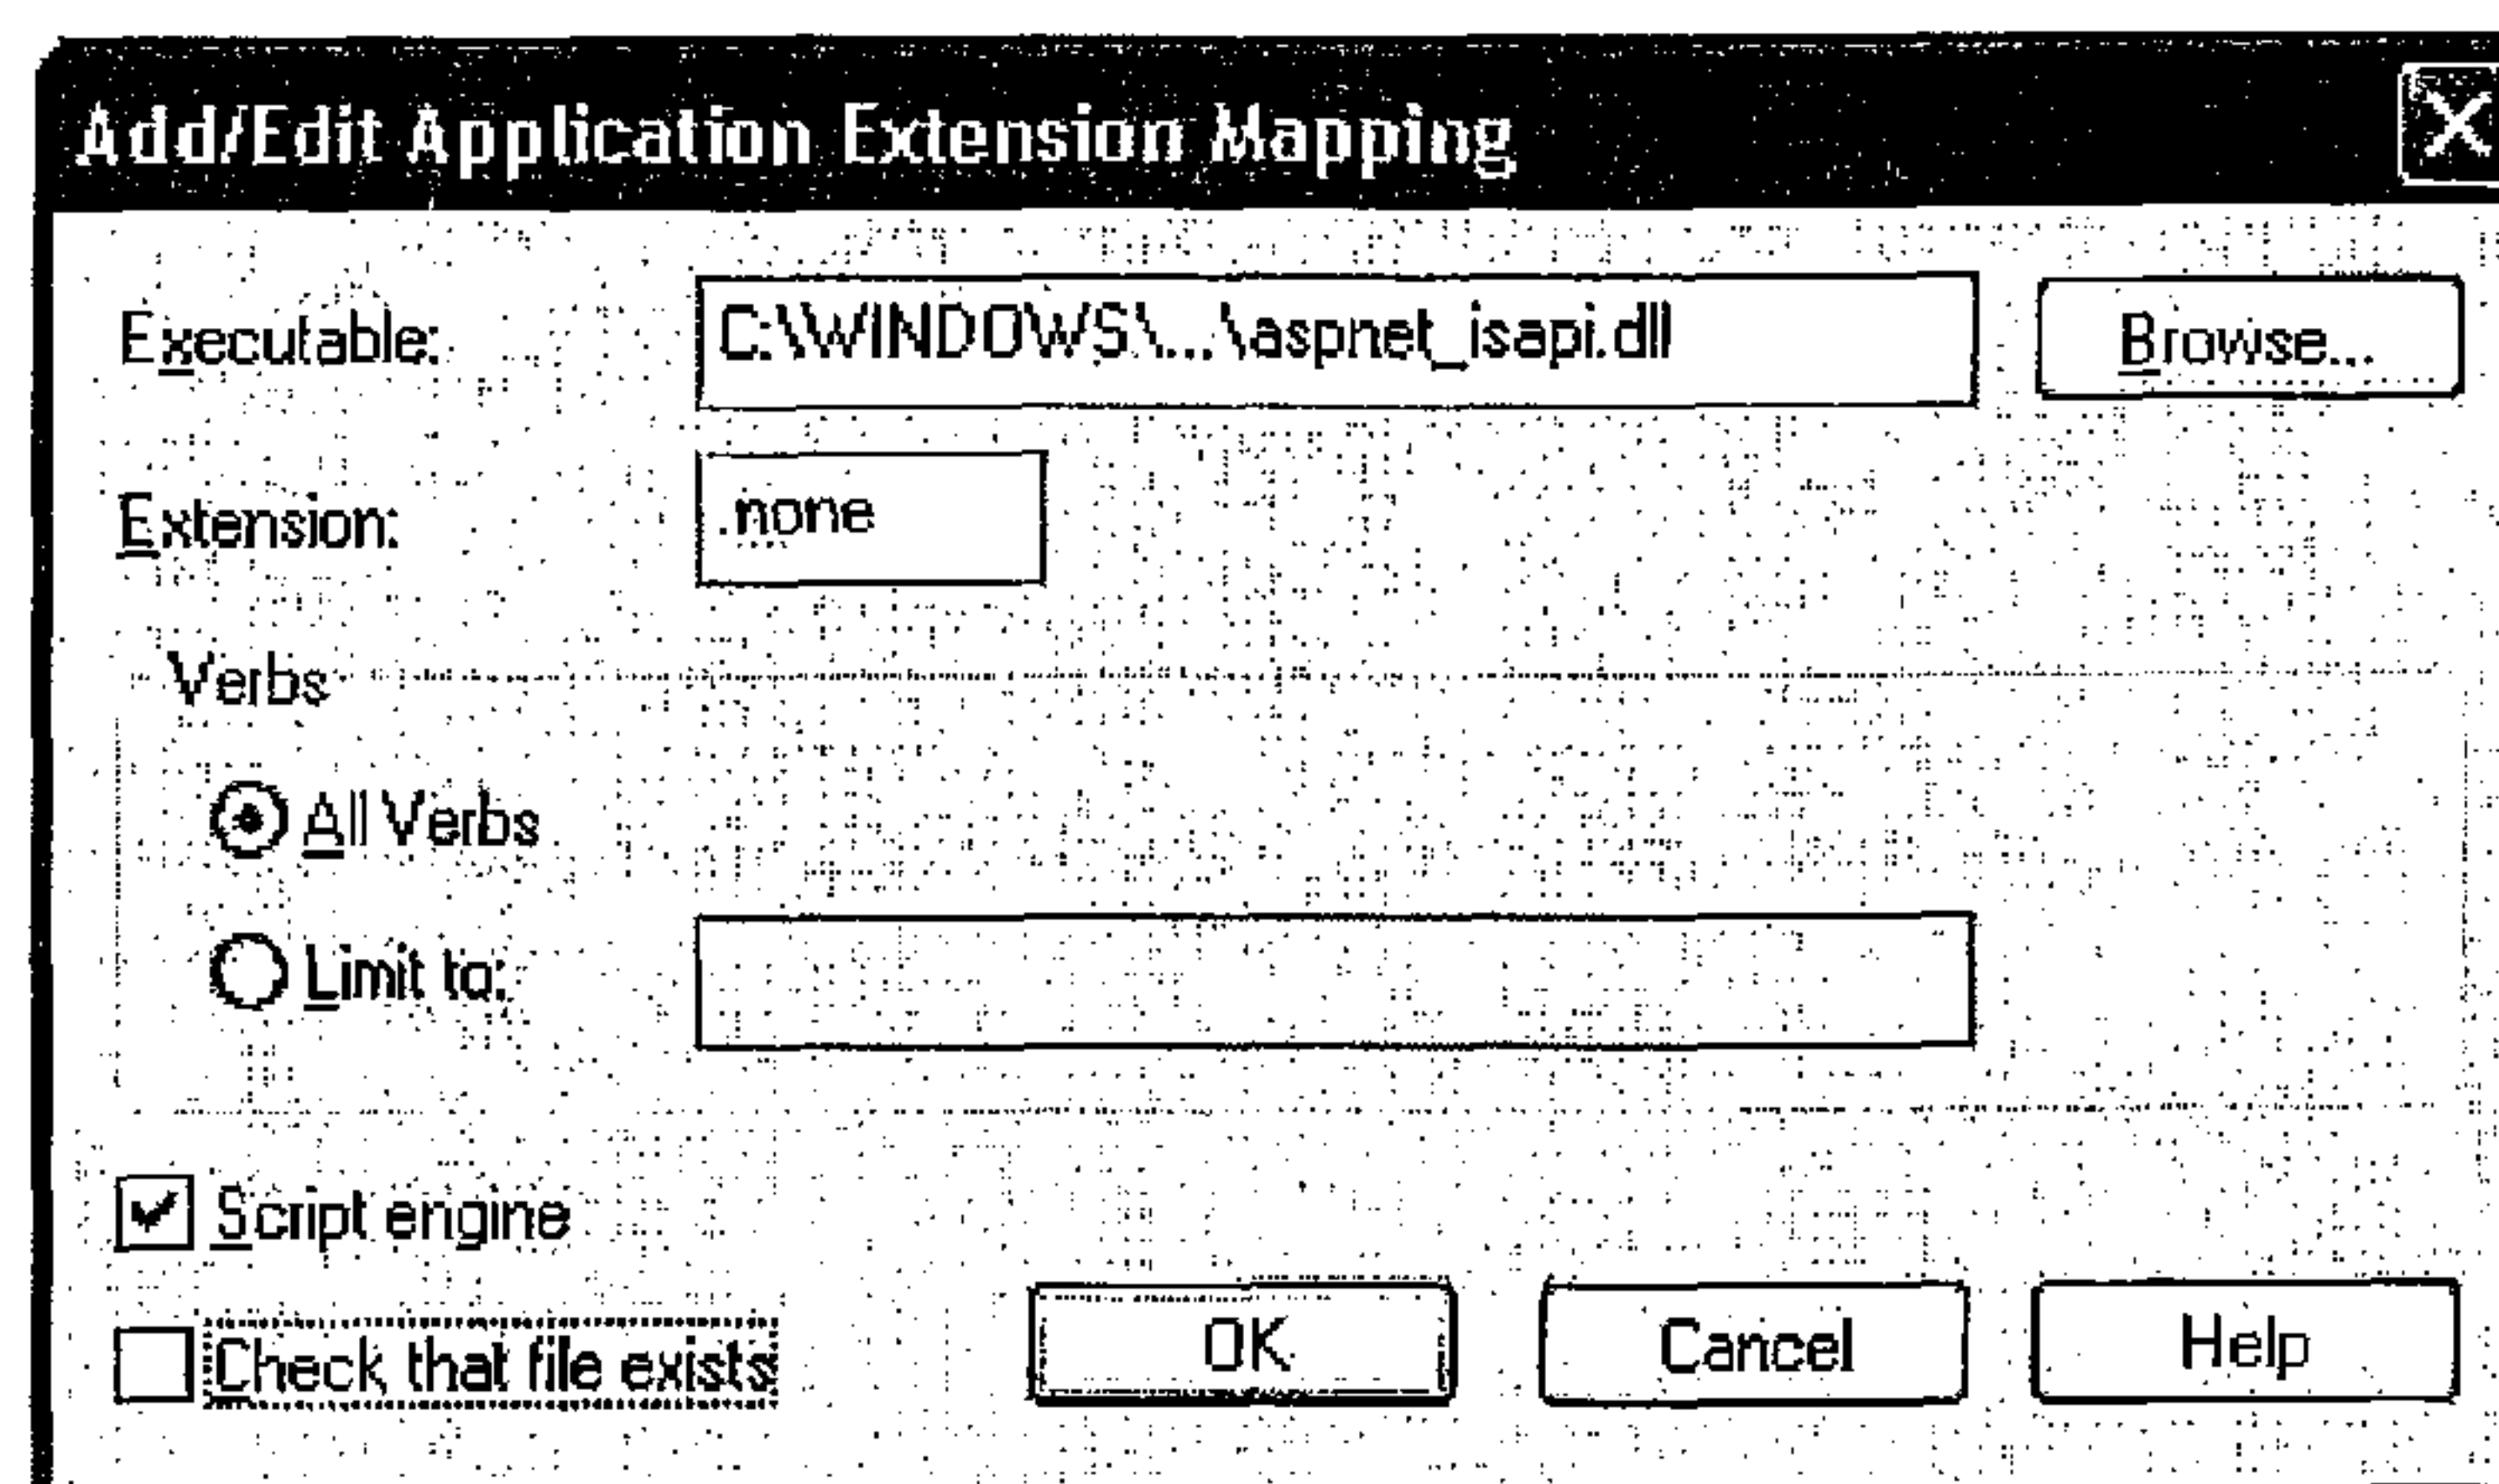 Add/Edit Application Extension Mapping
Executable: C:\WINDOWS\...\aspnet_isapi.dll Browse...
Extension: .none
Verbs
All Verbs
Limit to:
Script engine
Check that file exists OK Cancel Help